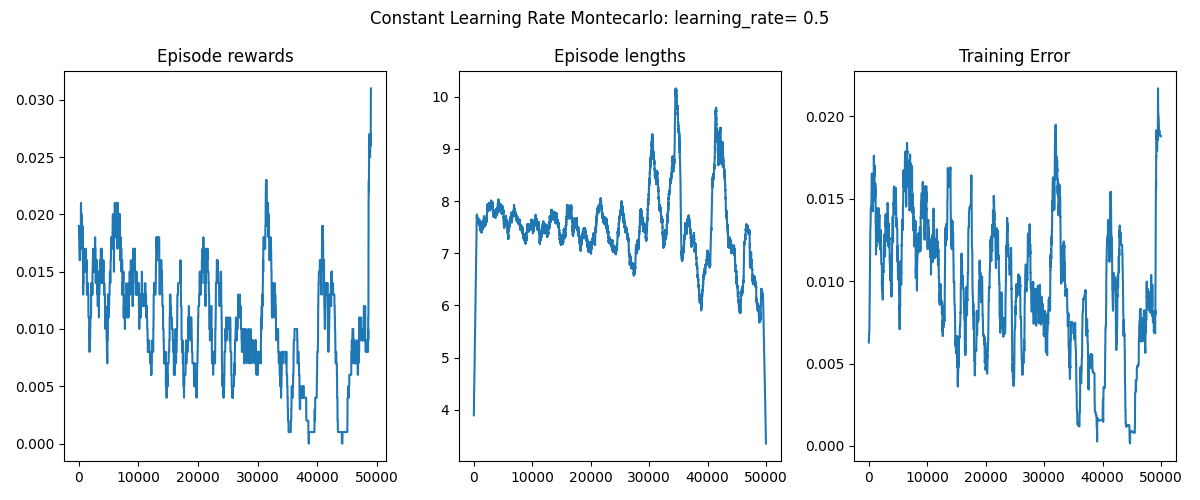 Constant Learning Rate Montecarlo: learning_rate= 0.5
Episode rewards
0.030
0.025
0.020
0.015
0.010
0.005
0.000
0 10000 20000 30000 40000 50000
Episode lengths
10
9
8
7
6
5
4
0 10000 20000 30000 40000 50000
Training Error
0.020
0.015
0.010
0.005
0.000
0 10000 20000 30000 40000 50000